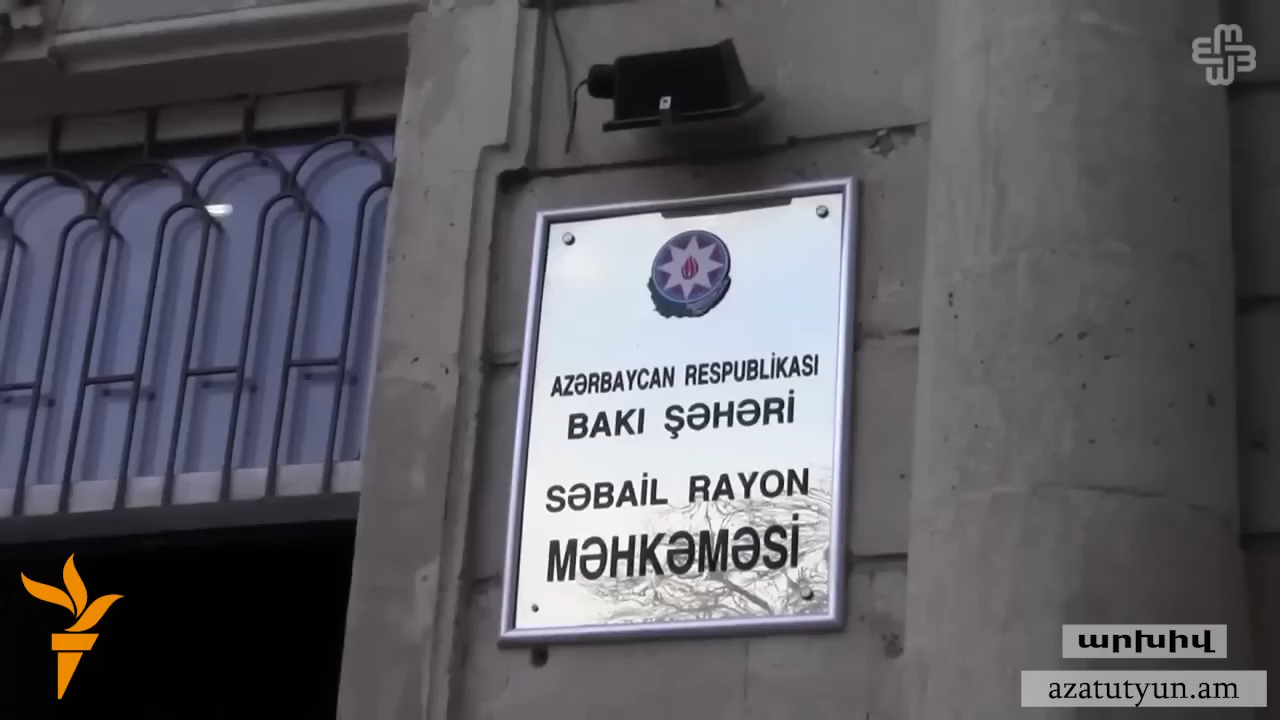 AZƏRBAYCAN RESPUBLİKASI
BAKI ŞƏHƏRİ
SƏBAİL RAYON
MƏHKƏMƏSİ
արխիվ
azatutyun.am